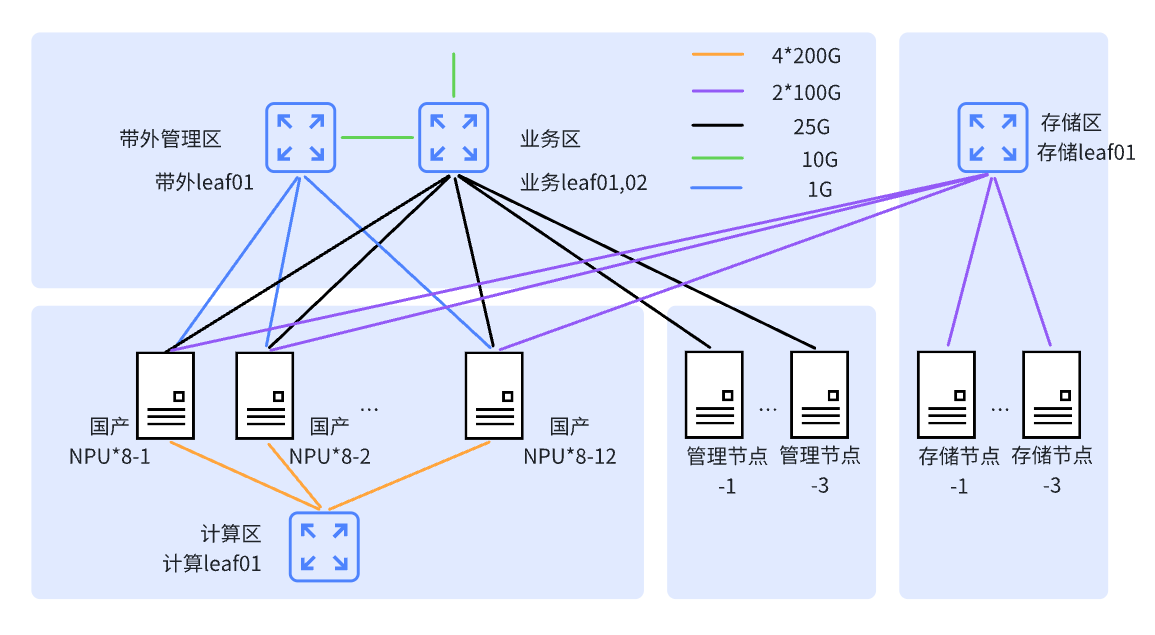 4*200G
2*100G
25G
10G
1G
带外管理区
带外leaf01
业务区
业务leaf01,02
存储区
存储leaf01
国产
NPU*8-1
国产
NPU*8-2
...
国产
NPU*8-12
...
管理节点
-1
管理节点
-3
...
存储节点
-1
存储节点
-3
计算区
计算leaf01